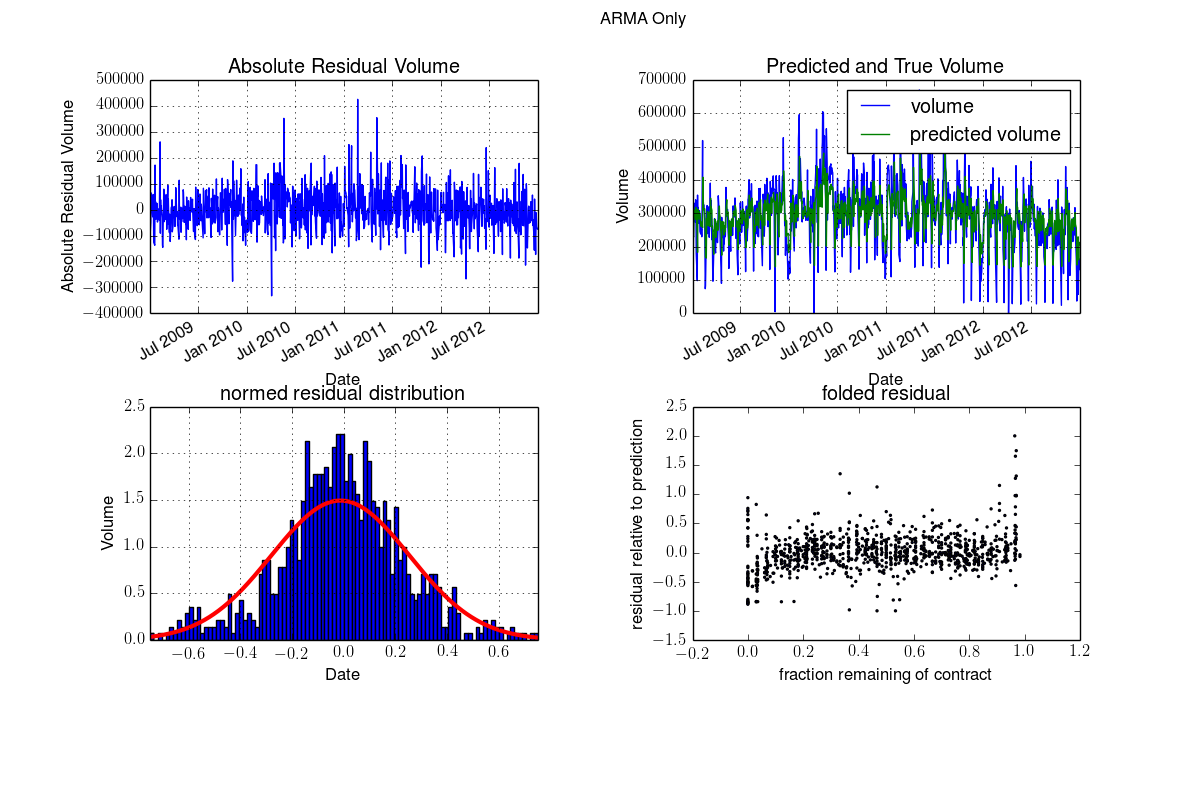 ARMA Only
Absolute Residual Volume
Absolute Residual Volume
500000
400000
300000
200000
100000
0
−100000
−200000
−300000
−400000
Jul 2009
Jan 2010
Jul 2010
Jan 2011
Jul 2011
Jan 2012
Jul 2012
Date
Predicted and True Volume
Volume
700000
600000
500000
400000
300000
200000
100000
0
volume
predicted volume
Jul 2009
Jan 2010
Jul 2010
Jan 2011
Jul 2011
Jan 2012
Jul 2012
Date
normed residual distribution
Volume
2.5
2.0
1.5
1.0
0.5
0.0
−0.6
−0.4
−0.2
0.0
0.2
0.4
0.6
Date
folded residual
residual relative to prediction
2.5
2.0
1.5
1.0
0.5
0.0
−0.5
−1.0
−1.5
−0.2
0.0
0.2
0.4
0.6
0.8
1.0
1.2
fraction remaining of contract